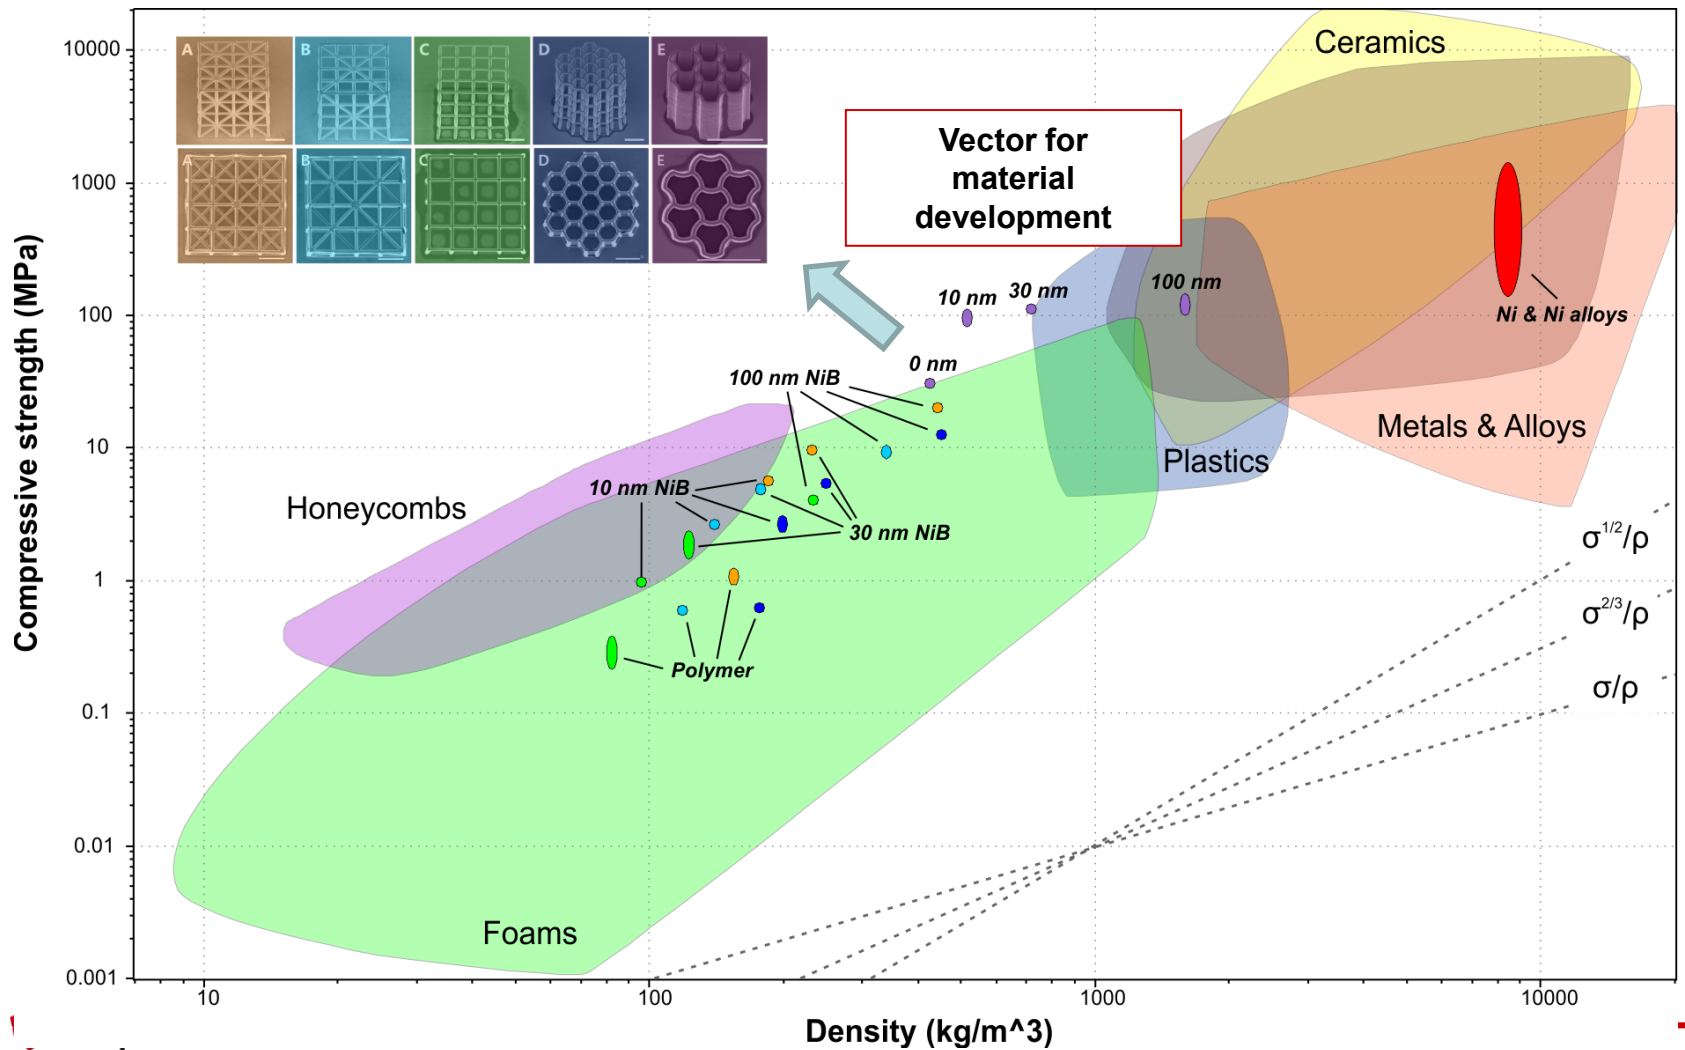 A B C D E
A B C D E
Vector for
material
development
Ceramics
10 nm
30 nm
100 nm
Ni & Ni alloys
0 nm
100 nm NiB
Metals & Alloys
Plastics
10 nm NiB
Honeycombs
30 nm NiB
Polymer
Foams
σ1/2/ρ
σ2/3/ρ
σ/ρ
Compressive strength (MPa)
10000
1000
100
10
1
0.1
0.01
0.001
10 100 1000 10000
Density (kg/m^3)